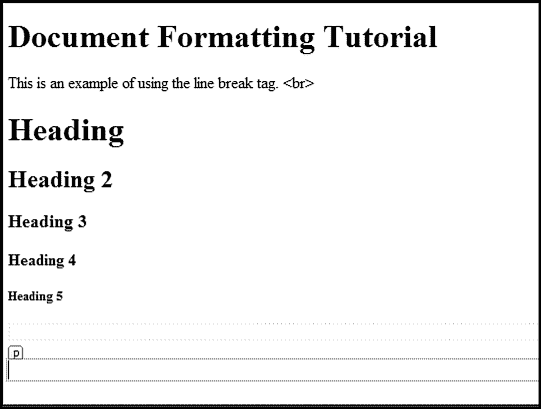 Document Formatting Tutorial
This is an example of using the line break tag. <br>
Heading
Heading 2
Heading 3
Heading 4
Heading 5
p